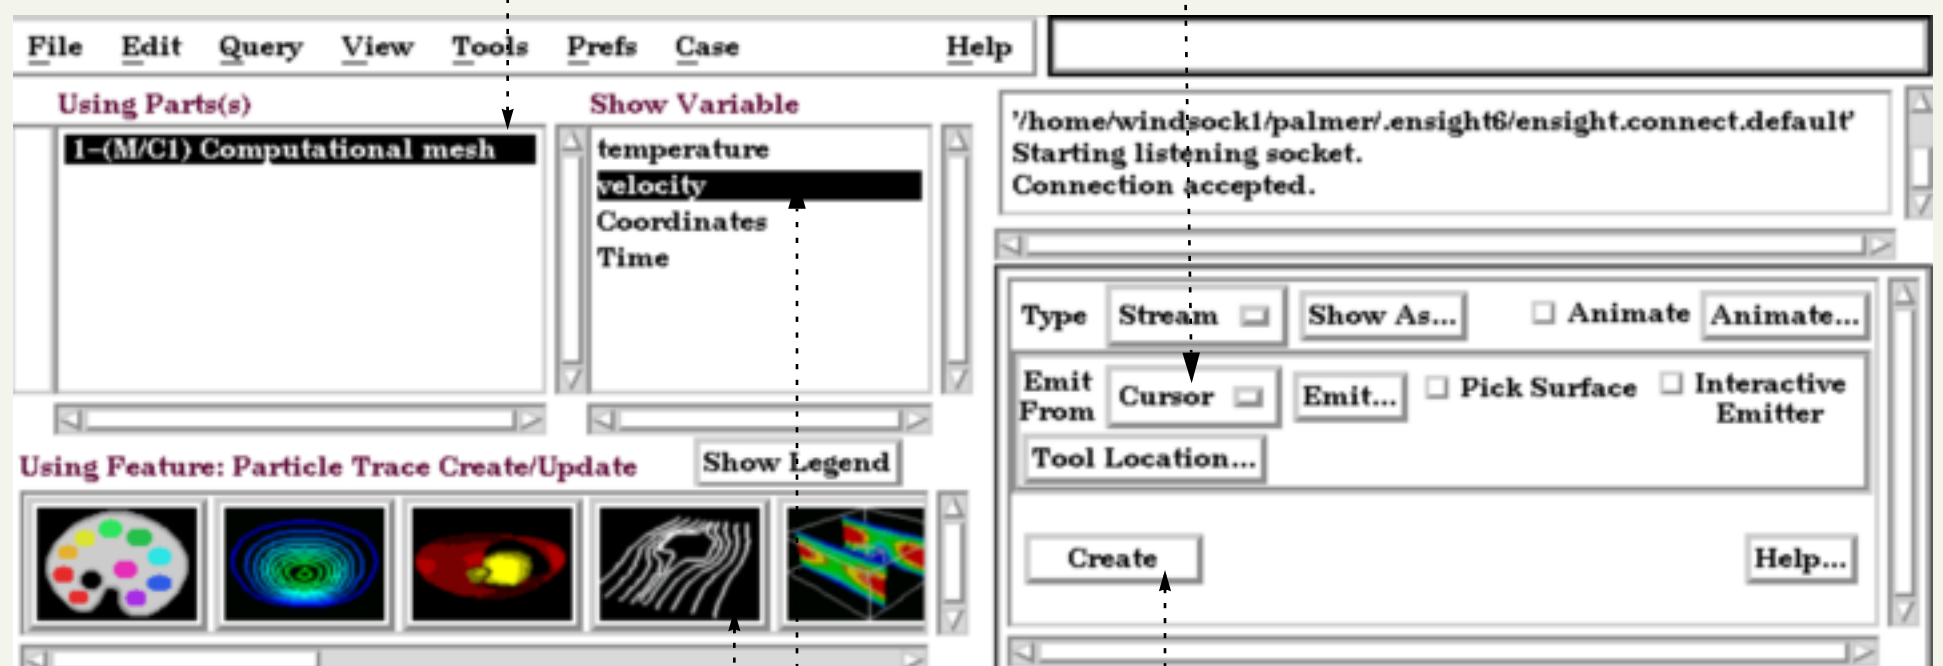 File Edit Query View Tools Prefs Case Help
Using Parts(s)
1-(M/C1) Computational mesh
Show Variable
temperature
velocity
Coordinates
Time
'/home/windsock1/palmer/.ensight6/ensight.connect.default'
Starting listening socket.
Connection accepted.
Using Feature: Particle Trace Create/Update
Show Legend
Type Stream Show As... Animate Animate...
Emit From Cursor Emit... Pick Surface Interactive Emitter
Tool Location...
Create Help...